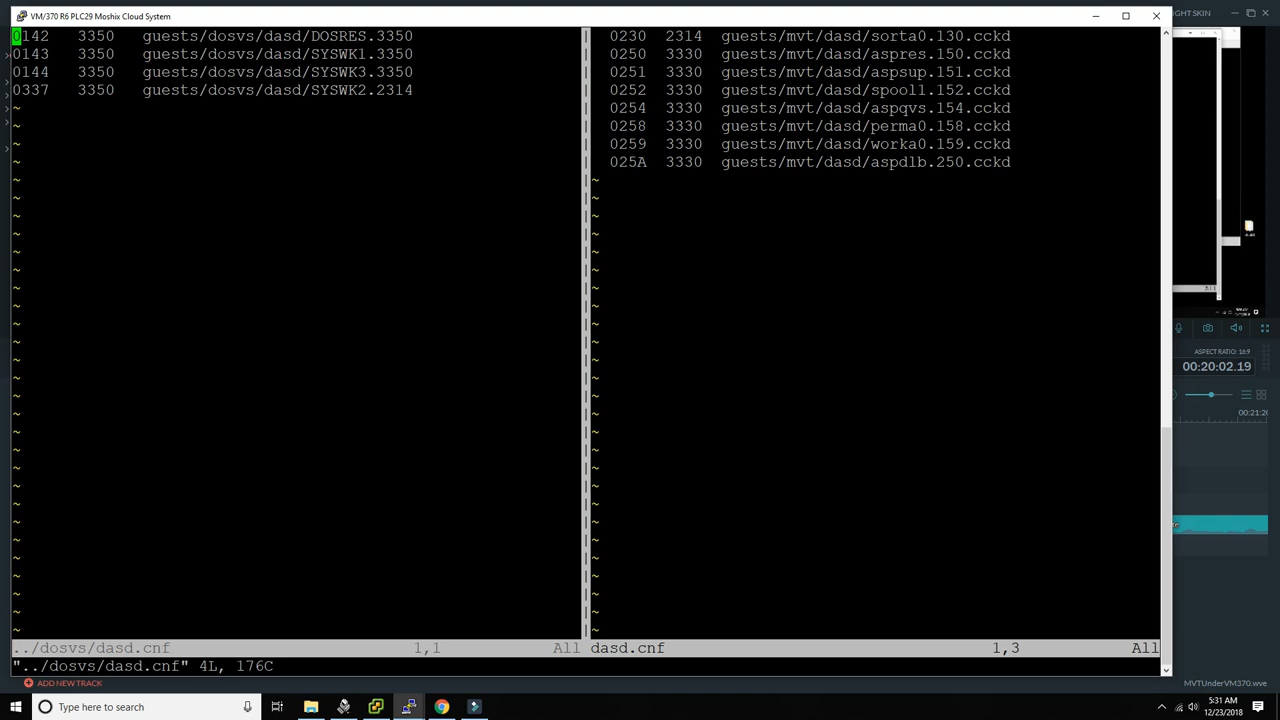 VM/370 R6 PLC29 Moshix Cloud System
GHT SKIN
0142 3350 guests/dosvs/dasd/DOSRES.3350
0143 3350 guests/dosvs/dasd/SYSWK1.3350
0144 3350 guests/dosvs/dasd/SYSWK3.3350
0337 3350 guests/dosvs/dasd/SYSWK2.2314
0230 2314 guests/mvt/dasd/sorta0.130.cckd
0250 3330 guests/mvt/dasd/aspres.150.cckd
0251 3330 guests/mvt/dasd/aspsup.151.cckd
0252 3330 guests/mvt/dasd/spool1.152.cckd
0254 3330 guests/mvt/dasd/aspqvs.154.cckd
0258 3330 guests/mvt/dasd/perma0.158.cckd
0259 3330 guests/mvt/dasd/worka0.159.cckd
025A 3330 guests/mvt/dasd/aspdlb.250.cckd
../dosvs/dasd.cnf 1,1 All
dasd.cnf 1,3 All
"../dosvs/dasd.cnf" 4L, 176C
ASPECT RATIO: 16:9
00:20:02.19
00:21:20
ADD NEW TRACK
MVTUnderVM370.wve
Type here to search
5:31 AM
12/23/2018